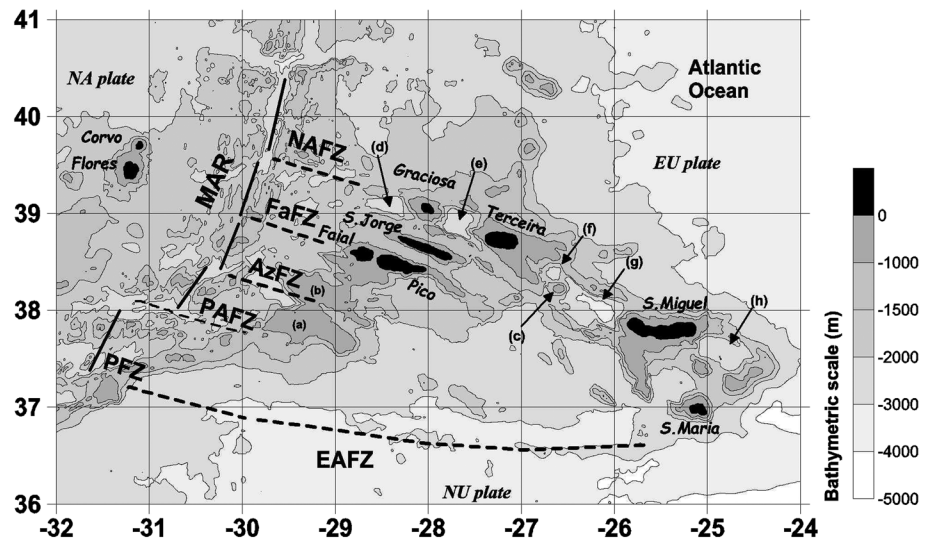 41
40
39
38
37
36
-32
-31
-30
-29
-28
-27
-26
-25
-24
NA plate
Corvo
Flores
MAR
NAFZ
(d)
Graciosa
(e)
Atlantic
Ocean
EU plate
FaFZ
S. Jorge
Terceira
Faial
(f)
AzFZ
(b)
Pico
(g)
(c)
PAFZ
(a)
S. Miguel
(h)
PFZ
S. Maria
EAFZ
NU plate
Bathymetric scale (m)
0
-1000
-1500
-2000
-3000
-4000
-5000